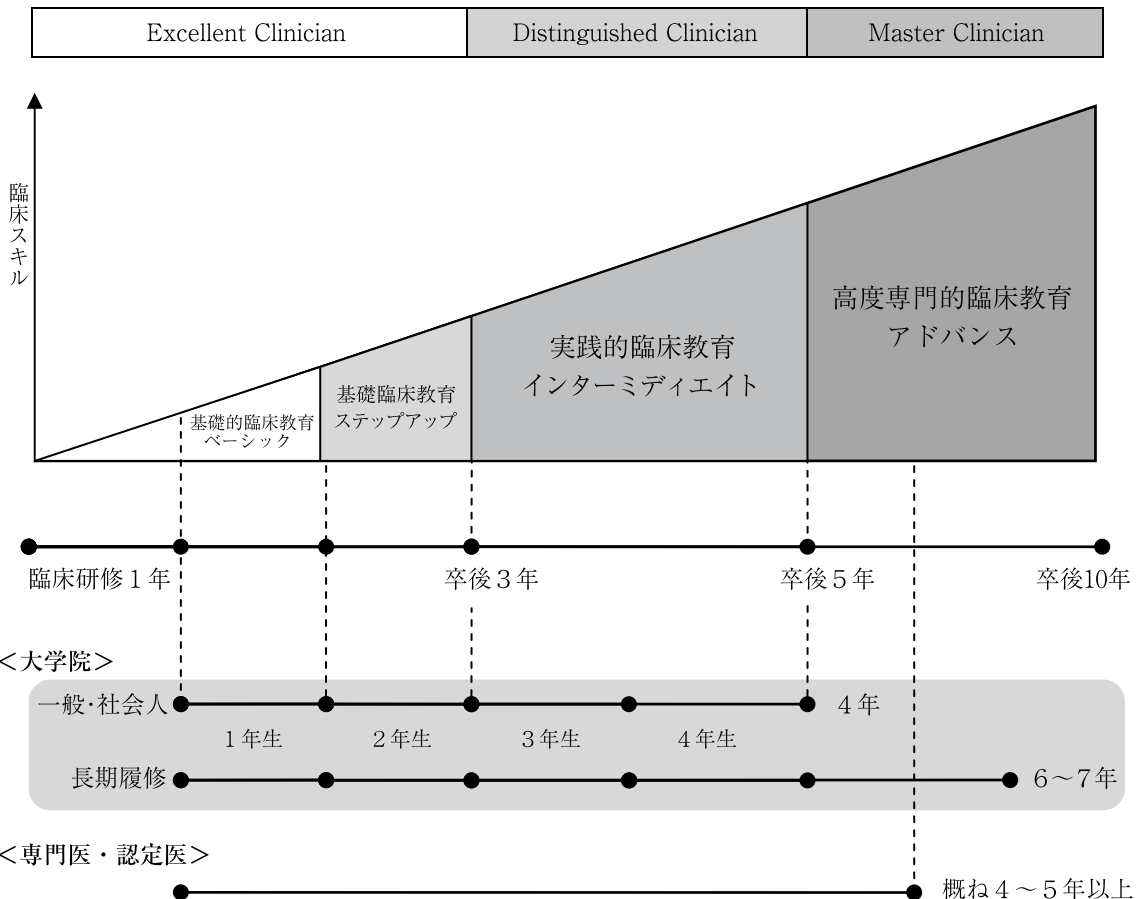 Excellent Clinician
Distinguished Clinician
Master Clinician
臨床スキル
基礎的臨床教育
ベーシック
基礎臨床教育
ステップアップ
実践的臨床教育
インターミディエイト
高度専門的臨床教育
アドバンス
臨床研修1年
卒後3年
卒後5年
卒後10年
<大学院>
一般・社会人
4年
1年生
2年生
3年生
4年生
長期履修
6~7年
<専門医・認定医>
概ね4~5年以上